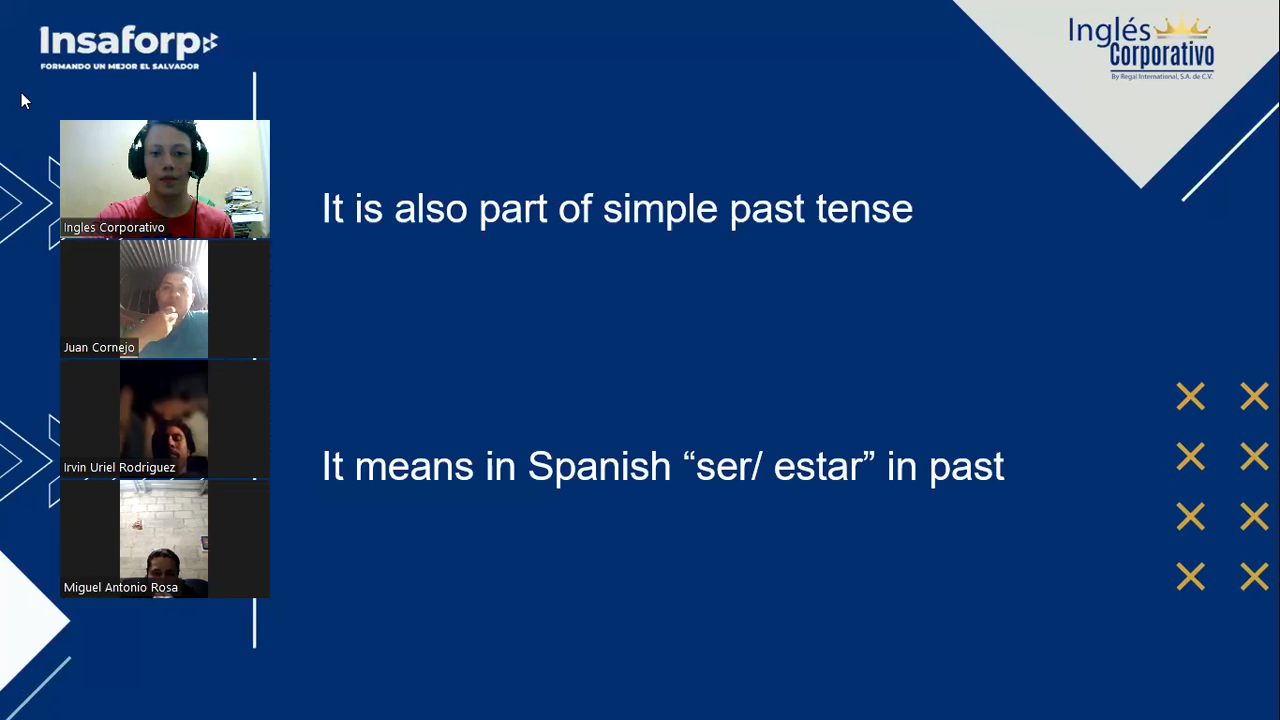 Insaforp
FORMANDO UN MEJOR EL SALVADOR
Inglés
Corporativo
By Regal International, S.A. de C.V.
Ingles Corporativo
It is also part of simple past tense
Juan Cornejo
Irvin Uriel Rodríguez
It means in Spanish “ser/ estar” in past
Miguel Antonio Rosa